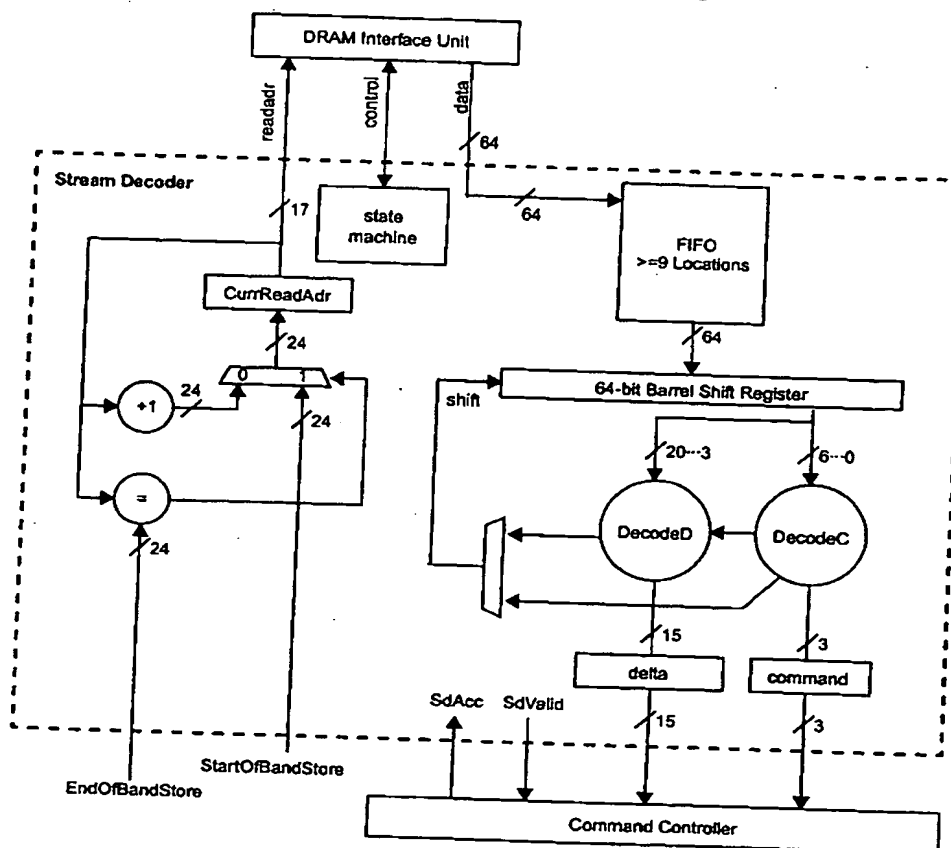 DRAM Interface Unit
readadr
control
data
64
Stream Decoder
17
state
machine
64
FIFO
>=9 Locations
CurrReadAdr
64
24
0 1
64-bit Barrel Shift Register
shift
24
+1
24
20---3
6---0
=
DecodeD
DecodeC
24
15
3
delta
command
SdAcc
SdValid
15
3
StartOfBandStore
EndOfBandStore
Command Controller